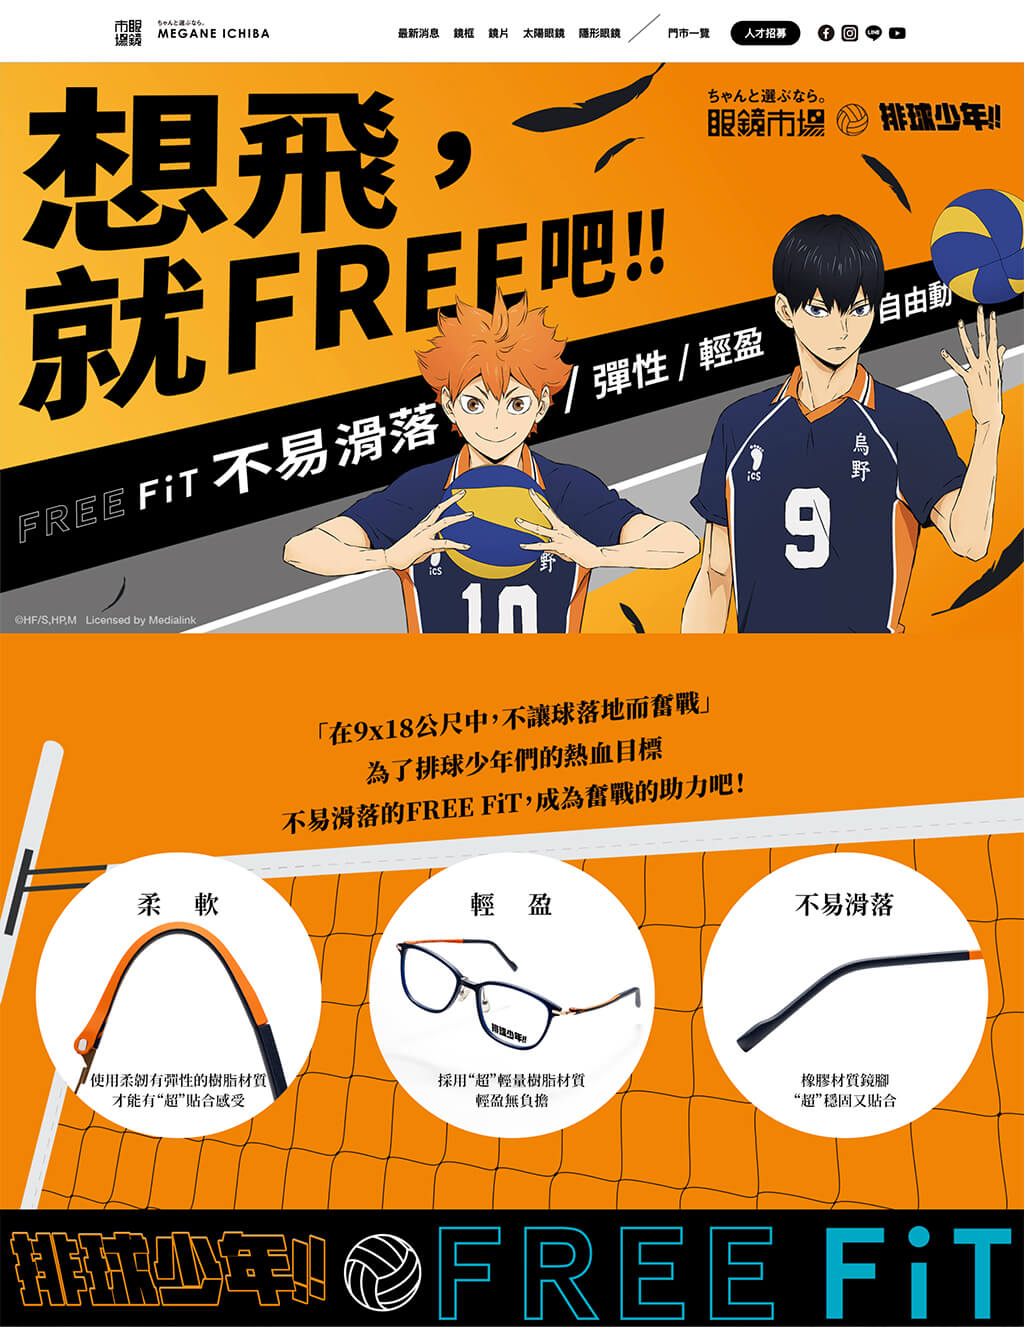 眼鏡市場
ちゃんと選ぶなら。
MEGANE ICHIBA
最新消息 鏡框 鏡片 太陽眼鏡 隱形眼鏡 門市一覽 人才招募
LINE
ちゃんと選ぶなら。
眼鏡市場 排球少年!!
想飛,
就FREE吧!!
FREE FiT 不易滑落 / 彈性 / 輕盈 自由動
烏野
ics
9
野
ics
10
©HF/S,HP,M Licensed by Medialink
「在9x18公尺中,不讓球落地而奮戰」
為了排球少年們的熱血目標
不易滑落的FREE FiT,成為奮戰的助力吧!
柔 軟
使用柔韌有彈性的樹脂材質
才能有“超”貼合感受
輕 盈
排球少年!!
採用“超”輕量樹脂材質
輕盈無負擔
不易滑落
橡膠材質鏡腳
“超”穩固又貼合
排球少年!! FREE FiT